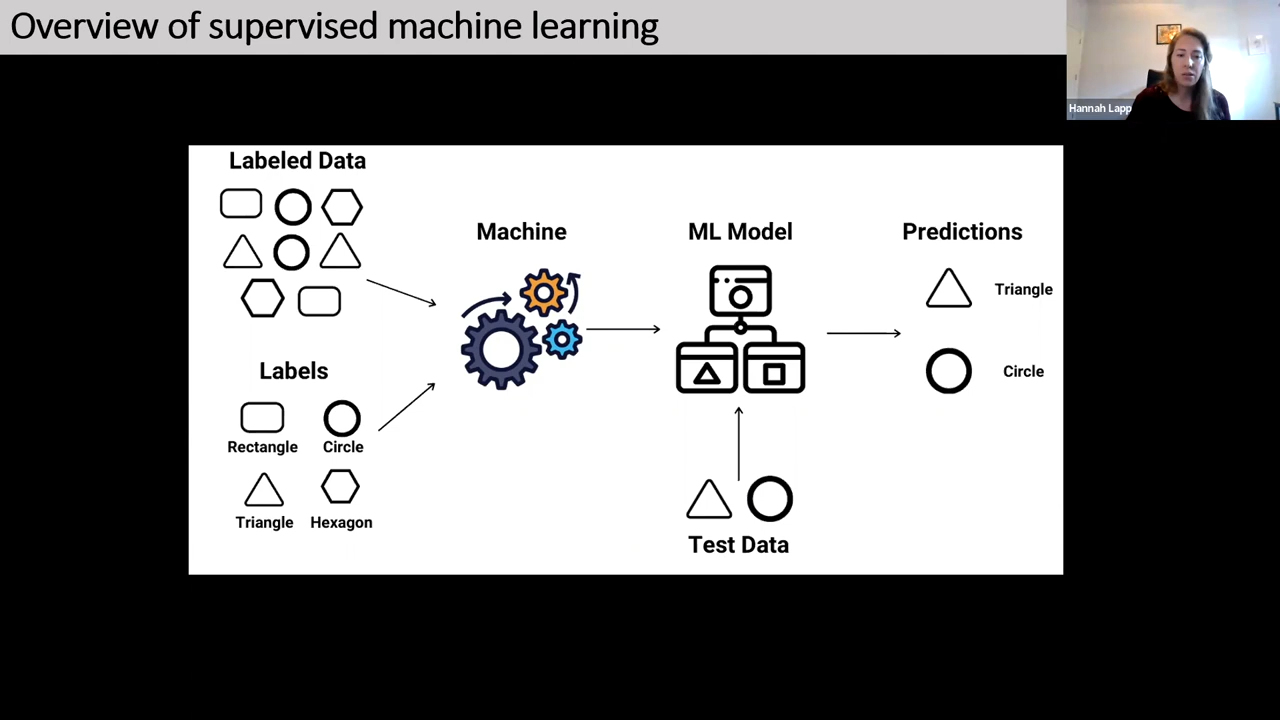 Overview of supervised machine learning
Hannah Lapp
Labeled Data
Machine
ML Model
Predictions
Triangle
Circle
Labels
Rectangle
Circle
Triangle
Hexagon
Test Data